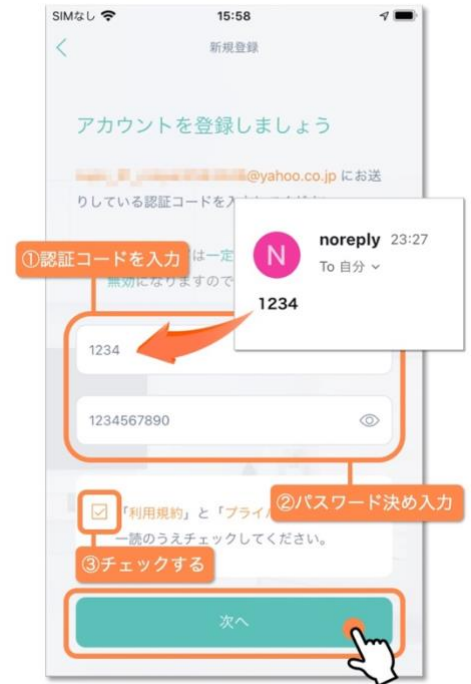 SIMなし 15:58
新規登録
アカウントを登録しましょう
@yahoo.co.jp にお送
りしている認証コードを入
noreply 23:27
To 自分
N
1234
①認証コードを入力
は一定
無効になりますので
1234
1234567890
②パスワード決め入力
「利用規約」と「プライバ
一読のうえチェックしてください。
③チェックする
次へ